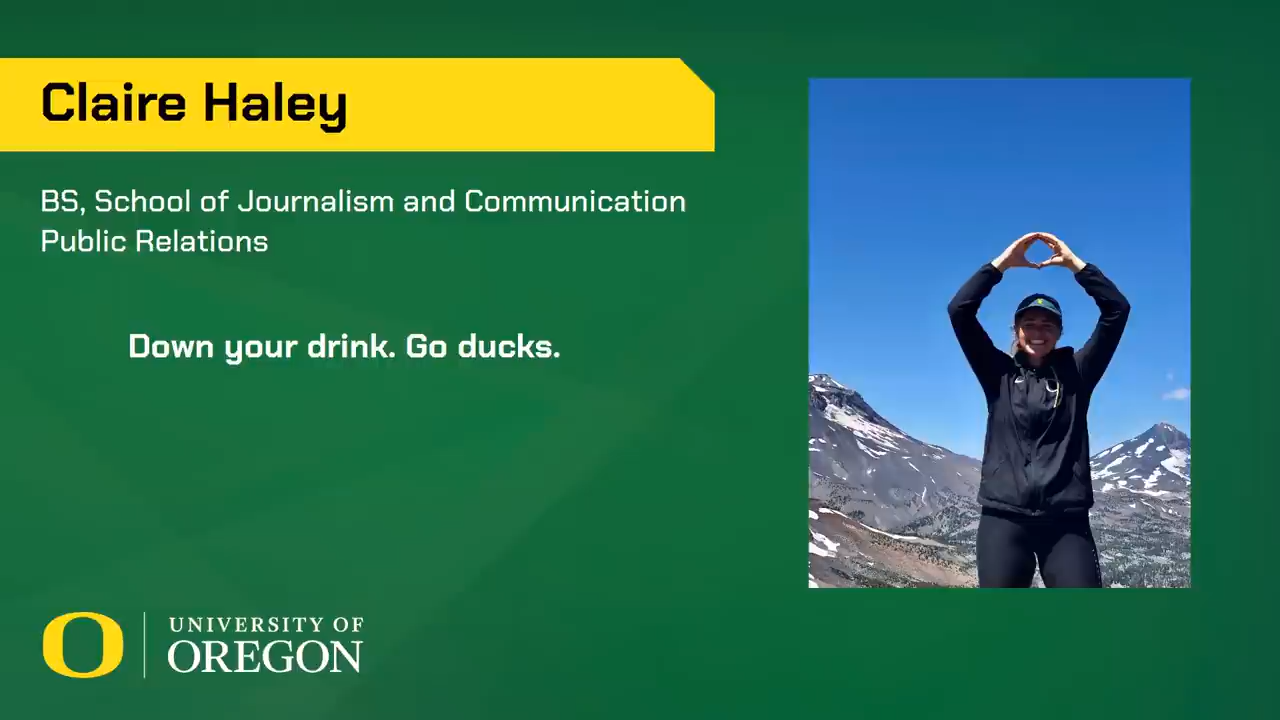 Claire Haley
BS, School of Journalism and Communication
Public Relations
Down your drink. Go ducks.
O
UNIVERSITY OF
OREGON